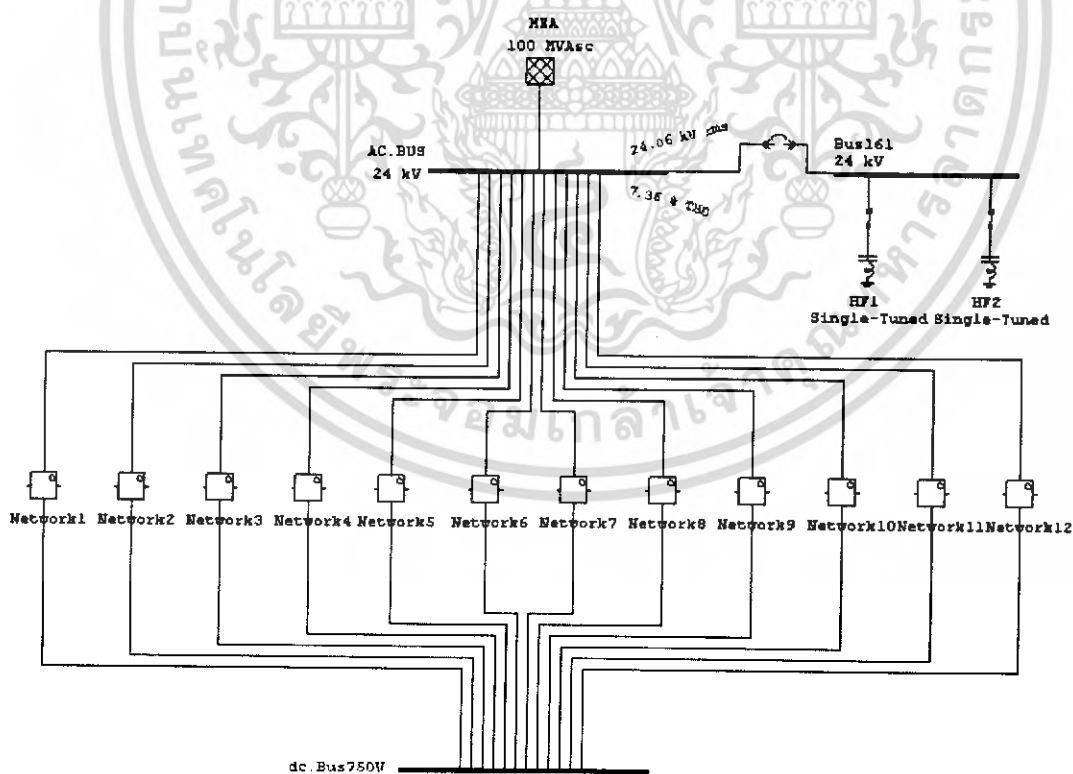 MEA
100 MVAsc
AC.BUS
24 kV
24.06 kV rms
7.36 % THD
Bus161
24 kV
HF1
Single-Tuned
HF2
Single-Tuned
Network1
Network2
Network3
Network4
Network5
Network6
Network7
Network8
Network9
Network10
Network11
Network12
dc.Bus750V